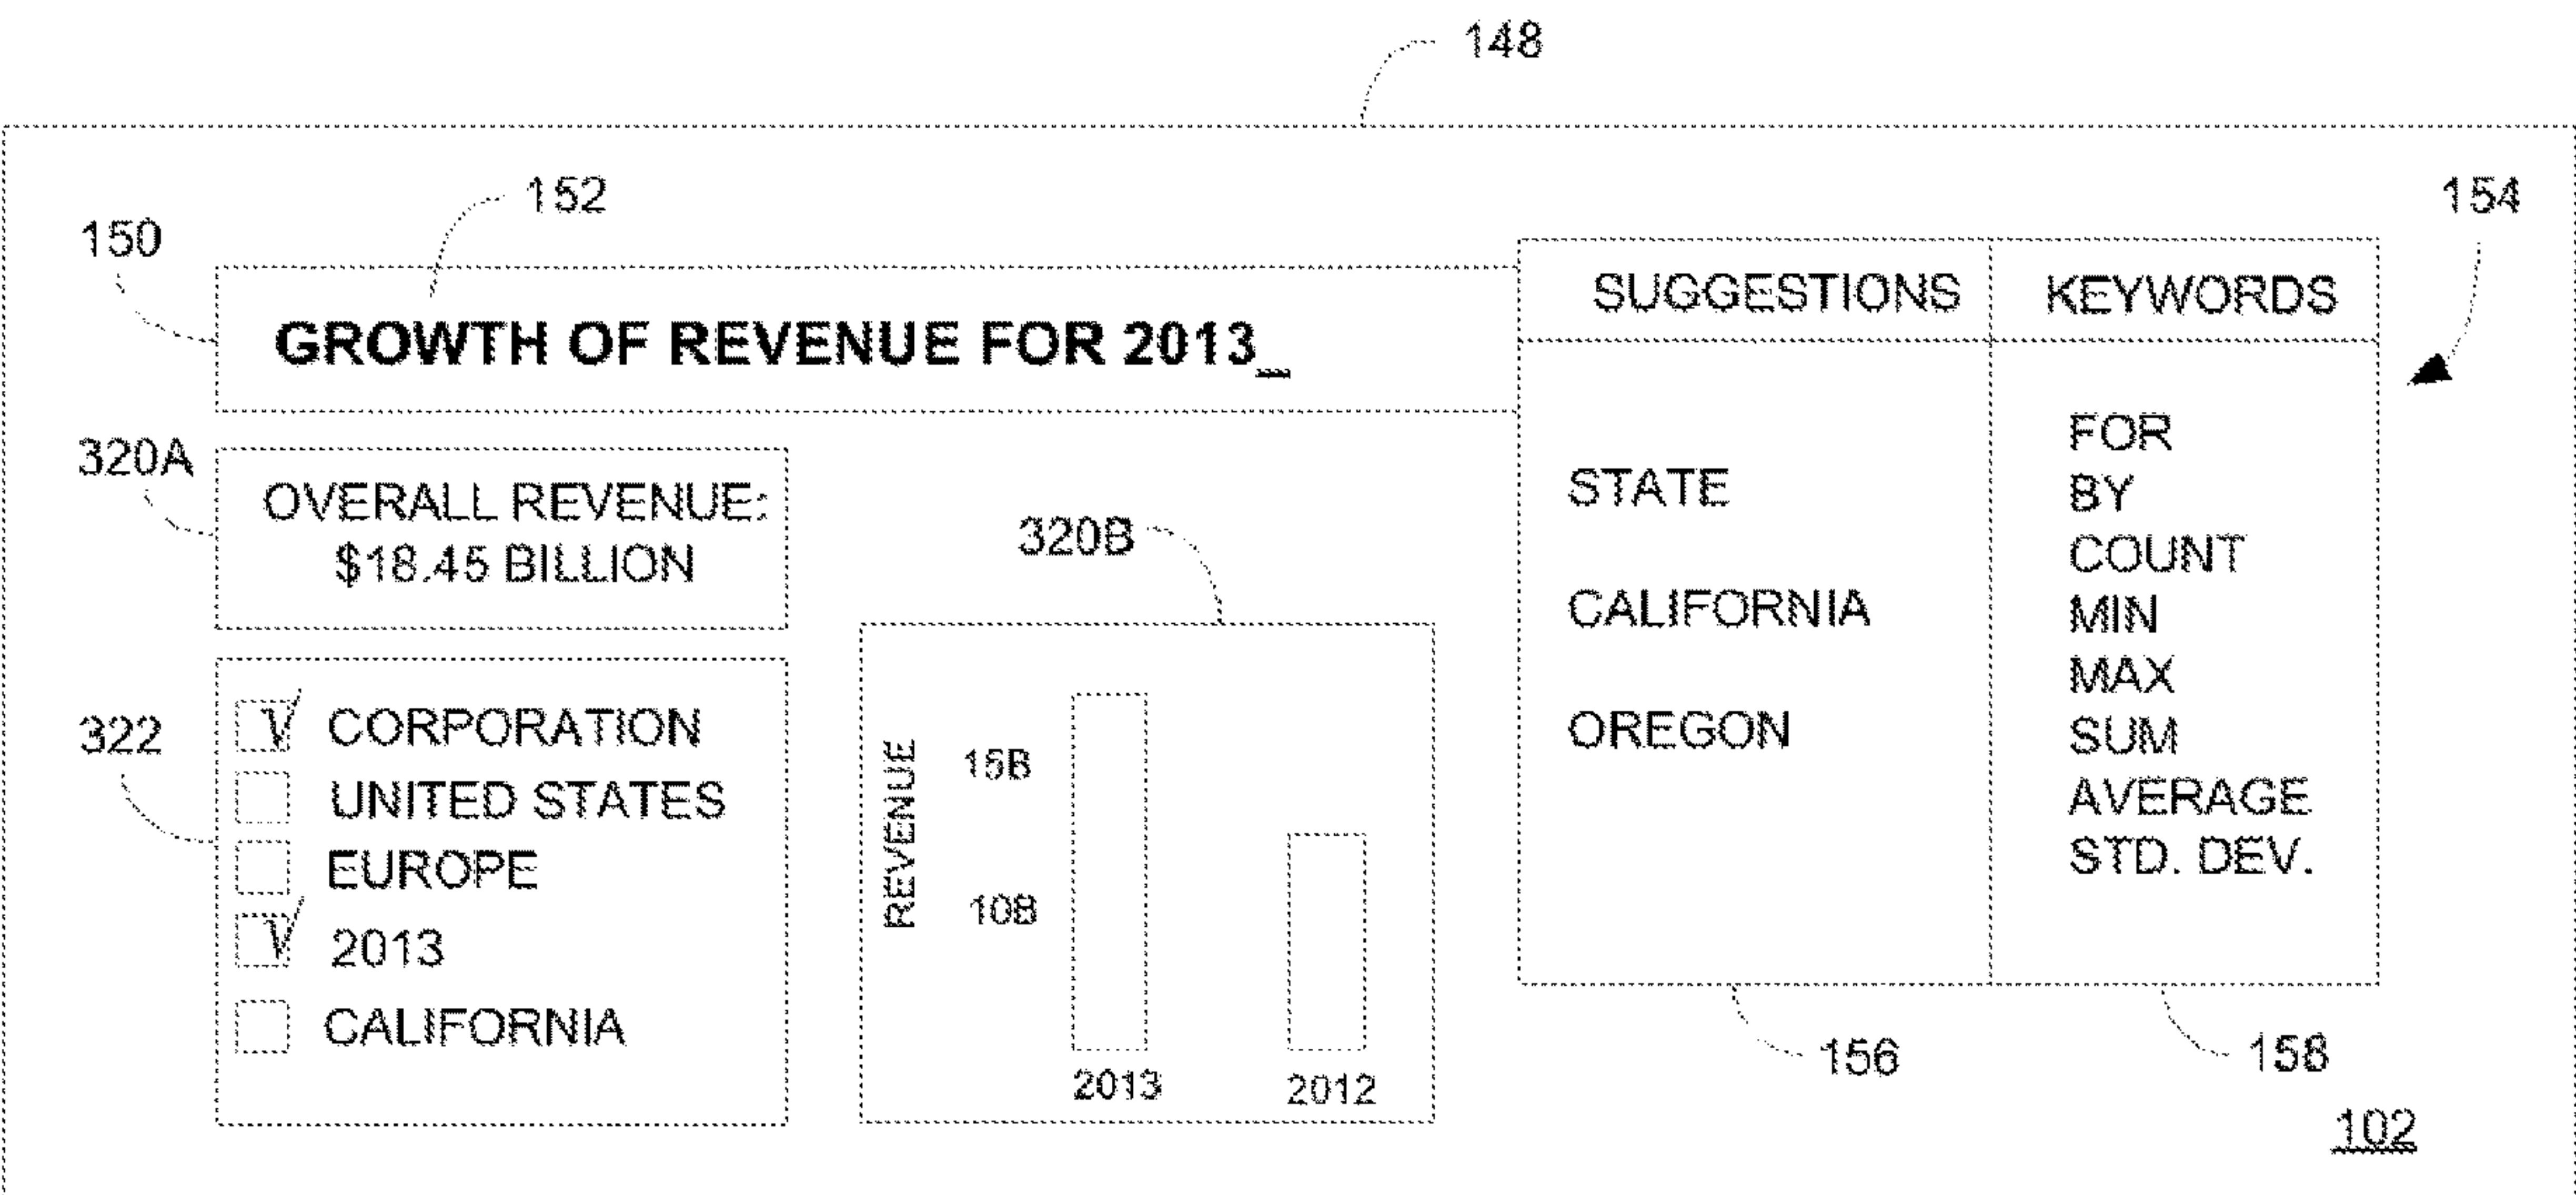 148
152
154
150
SUGGESTIONS
KEYWORDS
GROWTH OF REVENUE FOR 2013_
320A
OVERALL REVENUE:
$18.45 BILLION
320B
STATE
CALIFORNIA
OREGON
FOR
BY
COUNT
MIN
MAX
SUM
AVERAGE
STD. DEV.
322
CORPORATION
UNITED STATES
EUROPE
2013
CALIFORNIA
REVENUE
15B
10B
2013
2012
156
158
102